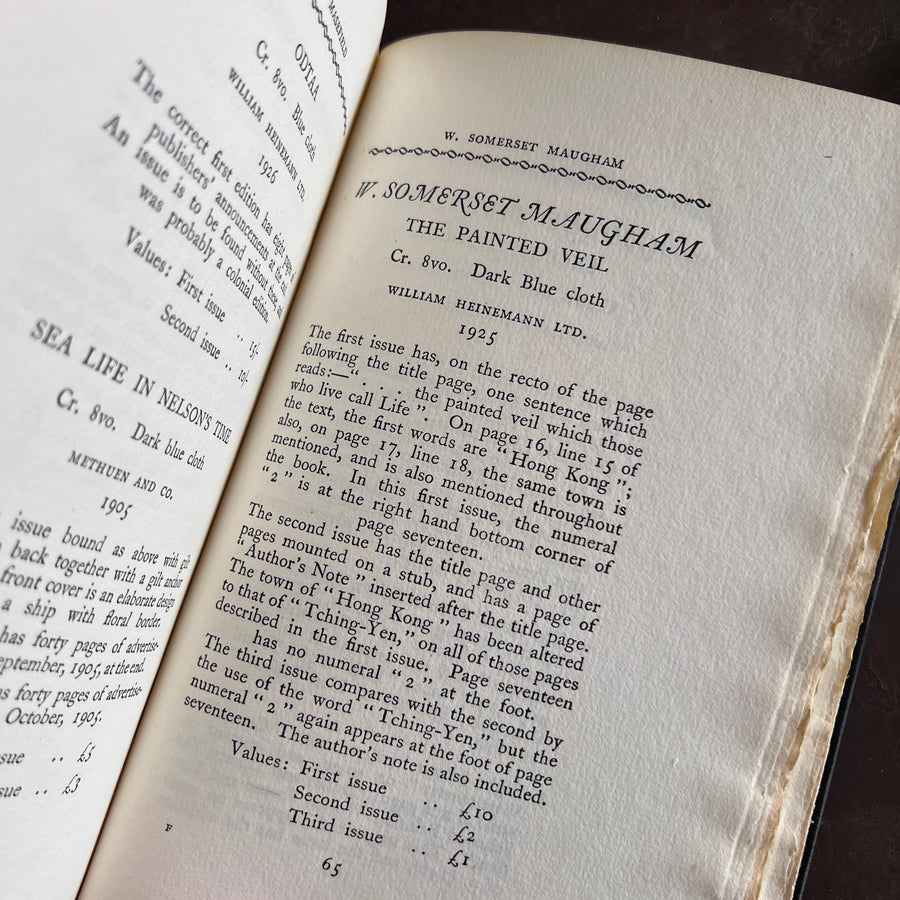 MASEFIELD
ODTAA
Cr. 8vo. Blue cloth
WILLIAM HEINEMANN LTD.
1926
The correct first edition has eight pages of
publishers' announcements at the end.
An issue is to be found without these, and
was probably a colonial edition.
Values: First issue .. 15/-
Second issue .. 10/-
SEA LIFE IN NELSON'S TIME
Cr. 8vo. Dark blue cloth
METHUEN AND CO.
1905
issue bound as above with gilt
back together with a gilt anchor
front cover is an elaborate design
a ship with floral border.
has forty pages of advertise-
September, 1905, at the end.
forty pages of advertise-
October, 1905.
.. £5
.. £3
W. SOMERSET MAUGHAM
W. SOMERSET MAUGHAM
THE PAINTED VEIL
Cr. 8vo. Dark Blue cloth
WILLIAM HEINEMANN LTD.
1925
The first issue has, on the recto of the page
following the title page, one sentence which
reads:—“ . . . the painted veil which those
who live call Life ”. On page 16, line 15 of
the text, the first words are “ Hong Kong ”;
also, on page 17, line 18, the same town is
mentioned, and is also mentioned throughout
the book. In this first issue, the numeral
“ 2 ” is at the right hand bottom corner of
page seventeen.
The second issue has the title page and other
pages mounted on a stub, and has a page of
“ Author's Note ” inserted after the title page.
The town of “ Hong Kong ” has been altered
to that of “ Tching-Yen,” on all of those pages
described in the first issue. Page seventeen
has no numeral “ 2 ” at the foot.
The third issue compares with the second by
the use of the word “ Tching-Yen,” but the
numeral “ 2 ” again appears at the foot of page
seventeen. The author's note is also included.
Values: First issue .. £10
Second issue .. £2
Third issue .. £1
F
65